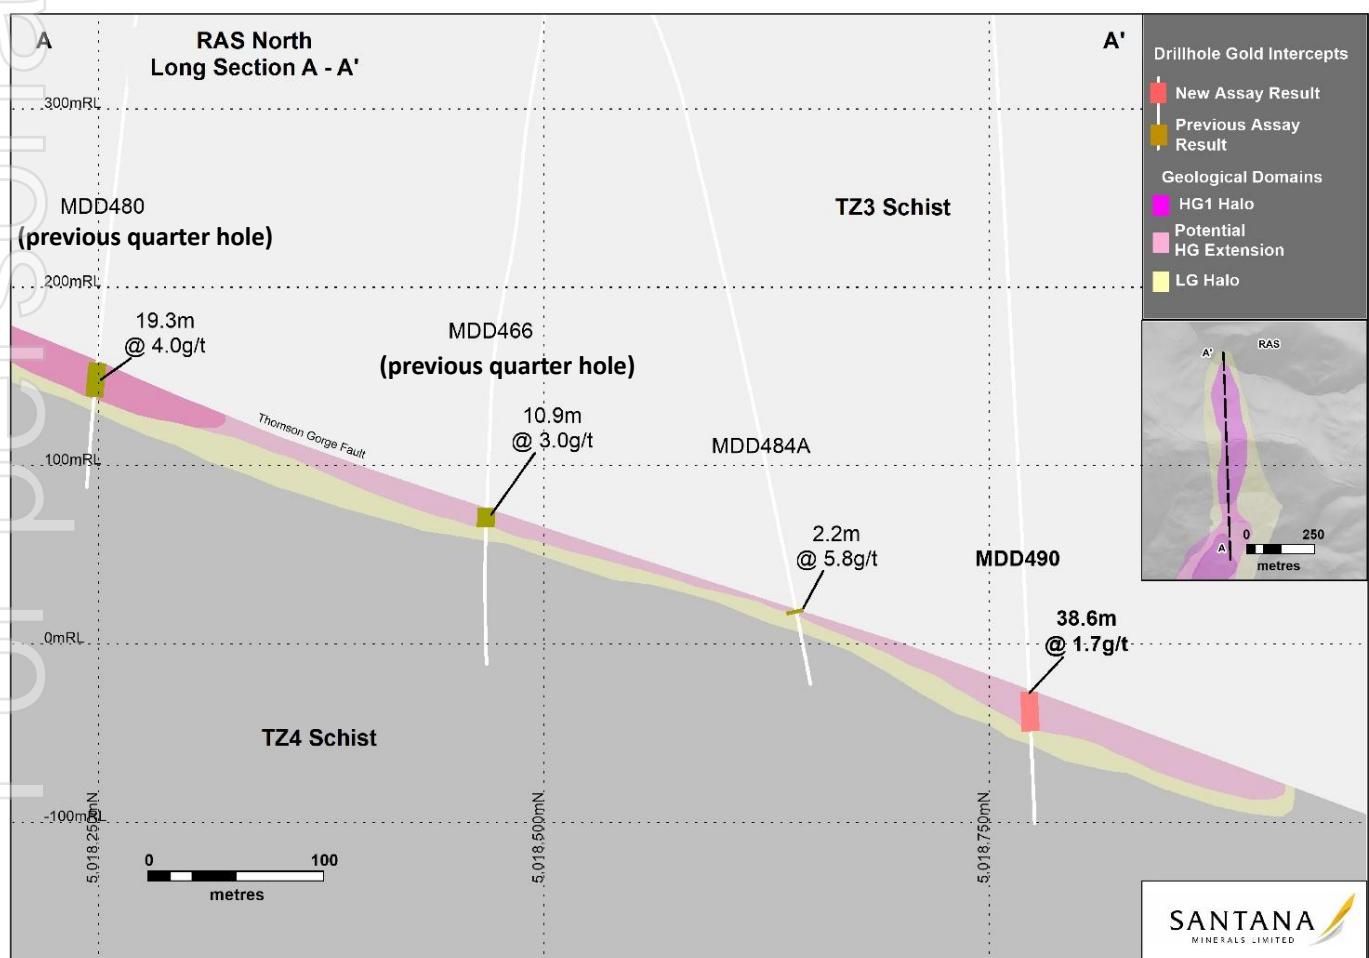 A
RAS North
Long Section A - A'
A'
300mRL
MDD480
(previous quarter hole)
TZ3 Schist
200mRL
19.3m
@ 4.0g/t
MDD466
(previous quarter hole)
Thomson Gorge Fault
10.9m
@ 3.0g/t
MDD484A
100mRL
2.2m
@ 5.8g/t
MDD490
0mRL
38.6m
@ 1.7g/t
TZ4 Schist
-100mRL
5,018,250mN
5,018,500mN
5,018,750mN
0 100
metres
Drillhole Gold Intercepts
New Assay Result
Previous Assay
Result
Geological Domains
HG1 Halo
Potential
HG Extension
LG Halo
A'
RAS
0 250
A
metres
SANTANA
MINERALS LIMITED